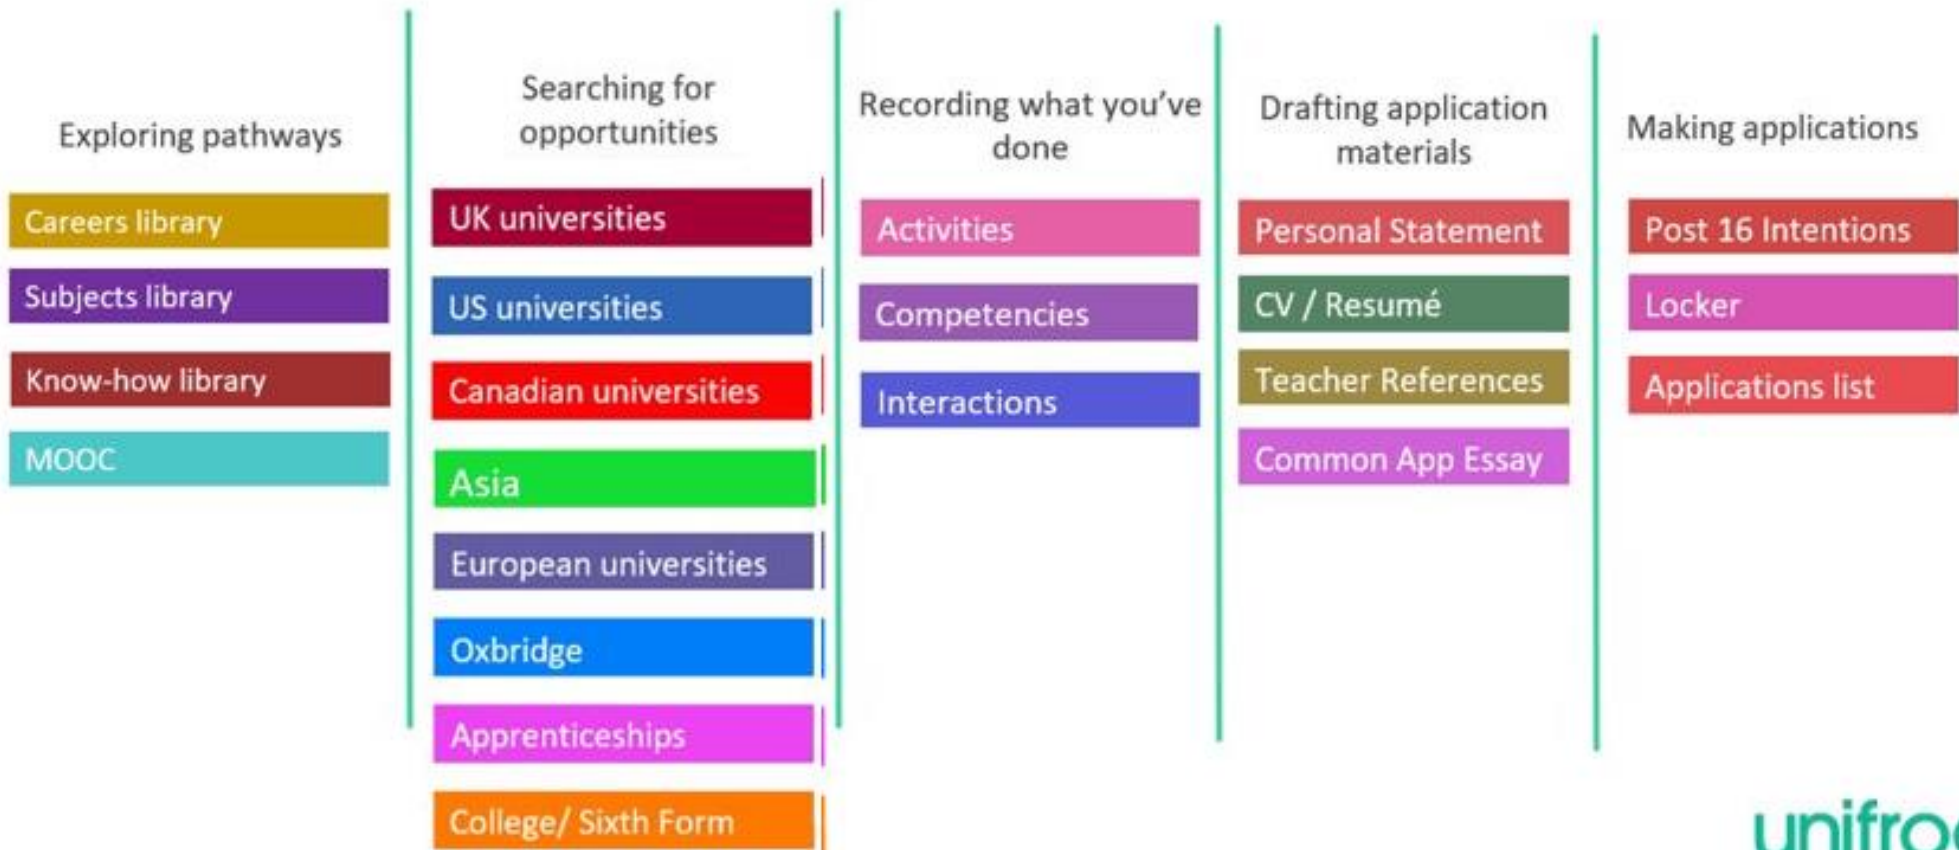 Exploring pathways
Careers library
Subjects library
Know-how library
MOOC
Searching for
opportunities
UK universities
US universities
Canadian universities
Asia
European universities
Oxbridge
Apprenticeships
College/ Sixth Form
Recording what you've
done
Activities
Competencies
Interactions
Drafting application
materials
Personal Statement
CV / Resumé
Teacher References
Common App Essay
Making applications
Post 16 Intentions
Locker
Applications list
unifrog